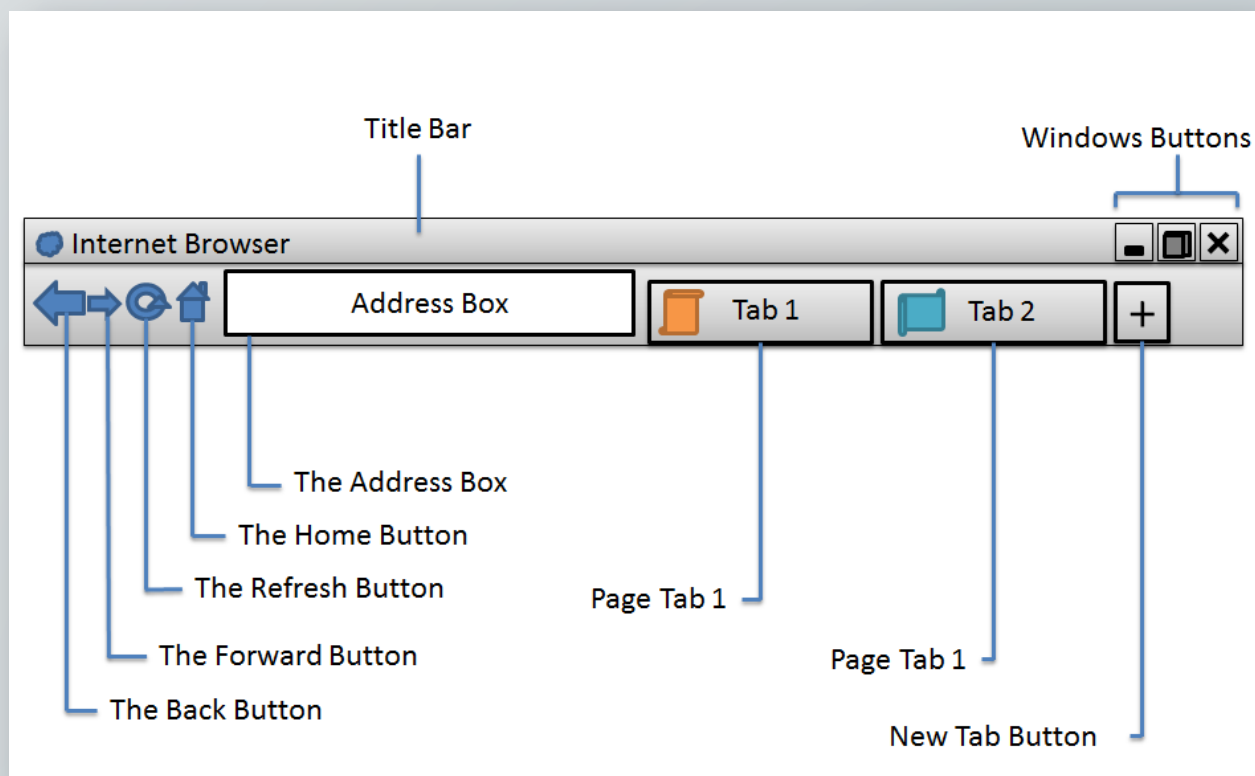 Title Bar
Windows Buttons
Internet Browser
Address Box
Tab 1
Tab 2
+
The Address Box
The Home Button
The Refresh Button
Page Tab 1
The Forward Button
Page Tab 1
The Back Button
New Tab Button